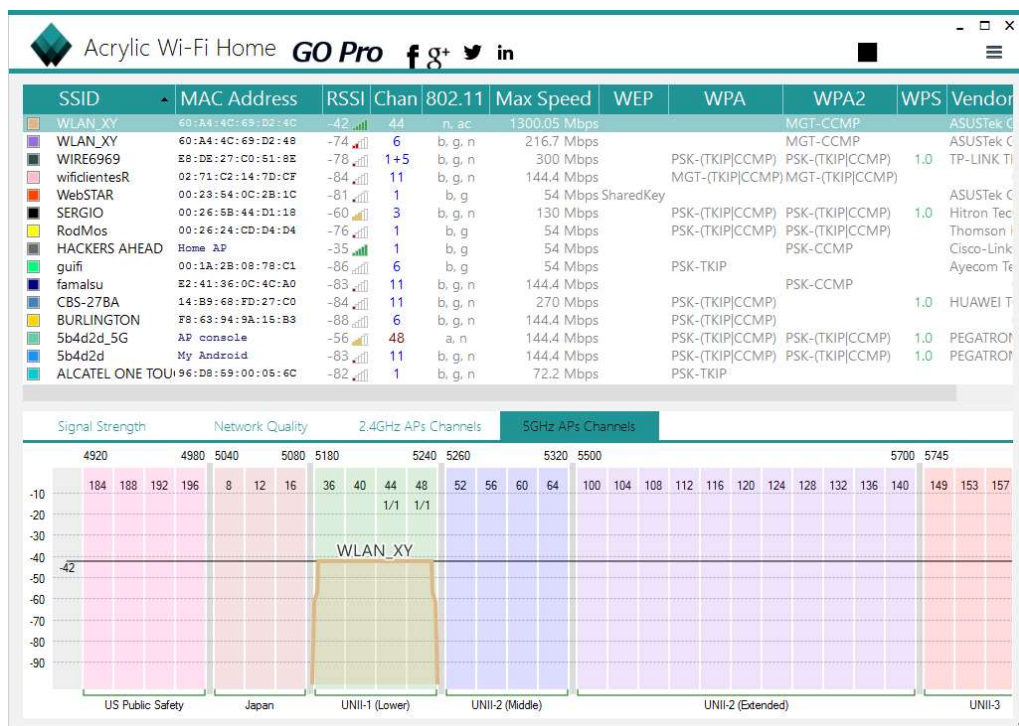 Acrylic Wi-Fi Home GO Pro f g+ in
SSID MAC Address RSSI Chan 802.11 Max Speed WEP WPA WPA2 WPS Vendor
WLAN_XY 60:A4:4C:69:D2:4C -42 44 n, ac 1300.05 Mbps MGT-CCMP ASUSTek C
WLAN_XY 60:A4:4C:69:D2:48 -74 6 b, g, n 216.7 Mbps MGT-CCMP ASUSTek C
WIRE6969 E8:DE:27:C0:51:8E -78 1+5 b, g, n 300 Mbps PSK-(TKIP|CCMP) PSK-(TKIP|CCMP) 1.0 TP-LINK T
wificlientesR 02:71:C2:14:7D:CF -84 11 b, g, n 144.4 Mbps MGT-(TKIP|CCMP) MGT-(TKIP|CCMP)
WebSTAR 00:23:54:0C:2B:1C -81 1 b, g 54 Mbps SharedKey ASUSTek C
SERGIO 00:26:5B:44:D1:18 -60 3 b, g, n 130 Mbps PSK-(TKIP|CCMP) PSK-(TKIP|CCMP) 1.0 Hitron Tec
RodMos 00:26:24:CD:D4:D4 -76 1 b, g 54 Mbps PSK-(TKIP|CCMP) PSK-(TKIP|CCMP) Thomson
HACKERS AHEAD Home AP -35 1 b, g 54 Mbps PSK-CCMP Cisco-Link
guifi 00:1A:2B:08:78:C1 -86 6 b, g 54 Mbps PSK-TKIP Ayecom Te
famalsu E2:41:36:0C:4C:A0 -83 11 b, g, n 144.4 Mbps PSK-CCMP
CBS-27BA 14:B9:68:FD:27:C0 -84 11 b, g, n 270 Mbps PSK-(TKIP|CCMP) 1.0 HUAWEI T
BURLINGTON F8:63:94:9A:15:B3 -88 6 b, g, n 144.4 Mbps PSK-(TKIP|CCMP)
5b4d2d_5G AP console -56 48 a, n 144.4 Mbps PSK-(TKIP|CCMP) PSK-(TKIP|CCMP) 1.0 PEGATRON
5b4d2d My Android -83 11 b, g, n 144.4 Mbps PSK-(TKIP|CCMP) PSK-(TKIP|CCMP) 1.0 PEGATRON
ALCATEL ONE TOU 96:D8:59:00:05:6C -82 1 b, g, n 72.2 Mbps PSK-TKIP
Signal Strength Network Quality 2.4GHz APs Channels 5GHz APs Channels
4920 4980 5040 5080 5180 5240 5260 5320 5500 5700 5745
184 188 192 196 8 12 16 36 40 44 48 52 56 60 64 100 104 108 112 116 120 124 128 132 136 140 149 153 157
-10
1/1 1/1
-20
-30
WLAN_XY
-40
-42
-50
-60
-70
-80
-90
US Public Safety Japan UNII-1 (Lower) UNII-2 (Middle) UNII-2 (Extended) UNII-3